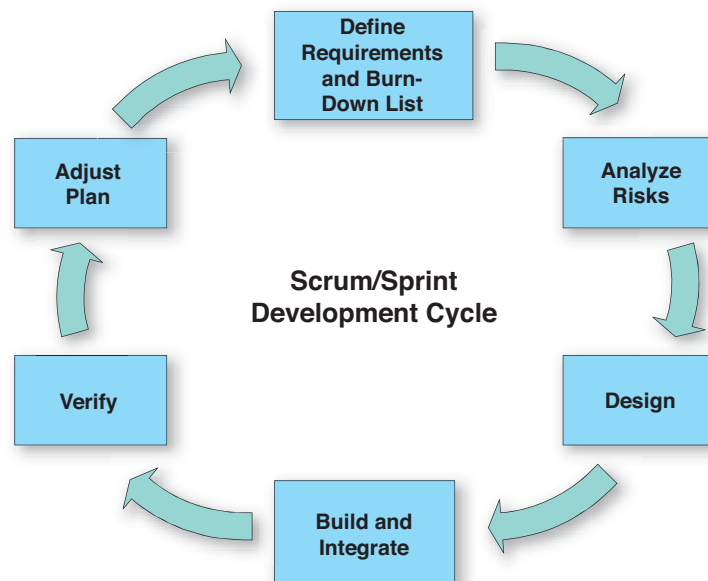 Define
Requirements
and Burn-
Down List
Analyze
Risks
Design
Build and
Integrate
Verify
Adjust
Plan
Scrum/Sprint
Development Cycle